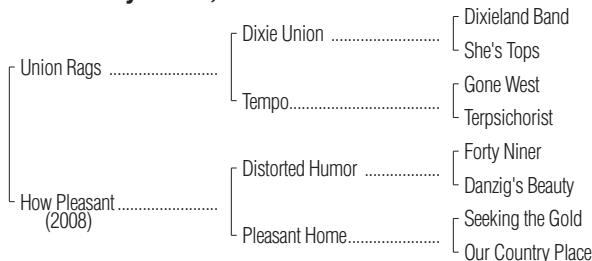 Dixieland Band
Dixie Union
She's Tops
Union Rags
Gone West
Tempo
Terpsichorist
Forty Niner
Distorted Humor
Danzig's Beauty
How Pleasant
(2008)
Seeking the Gold
Pleasant Home
Our Country Place